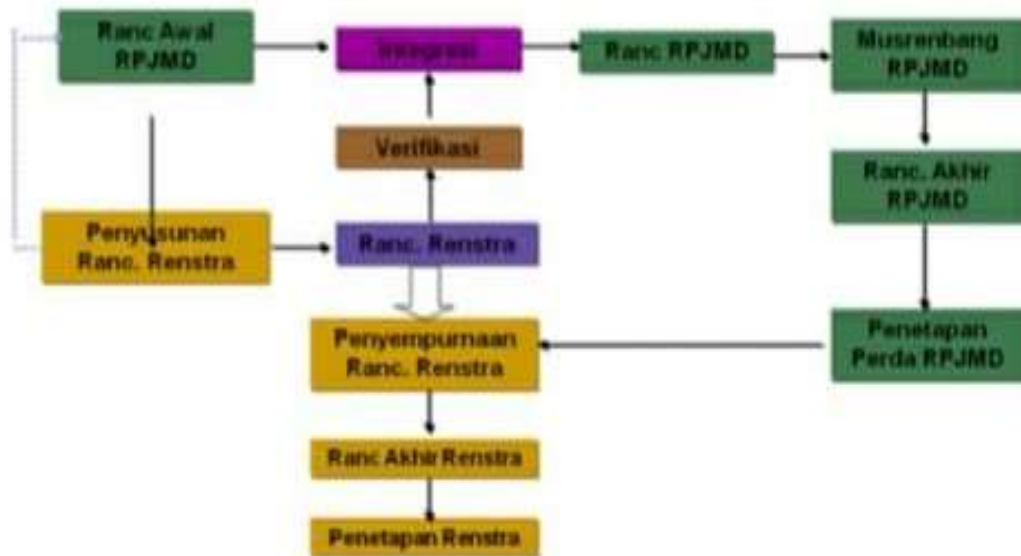 Ranc Awal
RPJMD
Integrasi
Ranc RPJMD
Musrenbang
RPJMD
Verifikasi
Ranc. Akhir
RPJMD
Penyusunan
Ranc. Renstra
Ranc. Renstra
Penyempurnaan
Ranc. Renstra
Penetapan
Perda RPJMD
Ranc Akhir Renstra
Penetapan Renstra